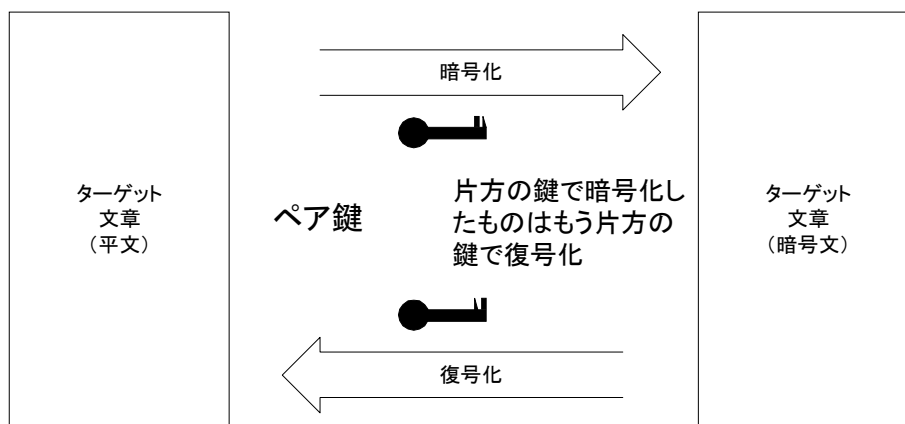 暗号化
ターゲット
文章
（平文）
ペア鍵
片方の鍵で暗号化し
たものはもう片方の
鍵で復号化
ターゲット
文章
（暗号文）
復号化